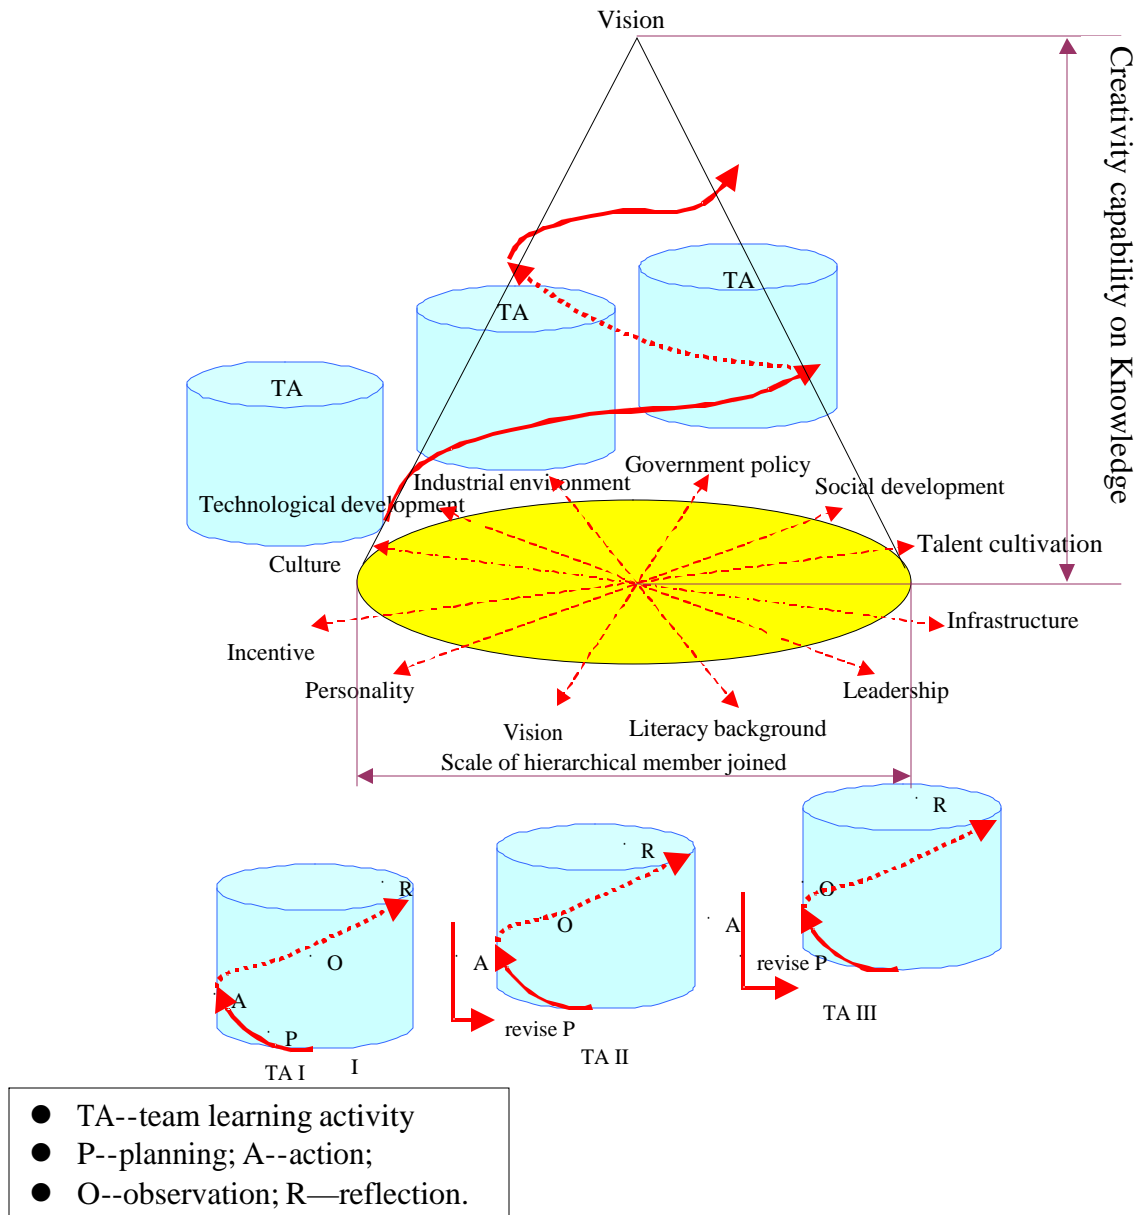 Vision
Creativity capability on Knowledge
TA
TA
TA
Government policy
Industrial environment
Social development
Technological development
Talent cultivation
Culture
Infrastructure
Incentive
Personality
Leadership
Vision
Literacy background
Scale of hierarchical member joined
R
R
R
O
O
A
O
A
revise P
A
revise P
TA III
P
TA II
TA I
I
● TA--team learning activity
● P--planning; A--action;
● O--observation; R—reflection.